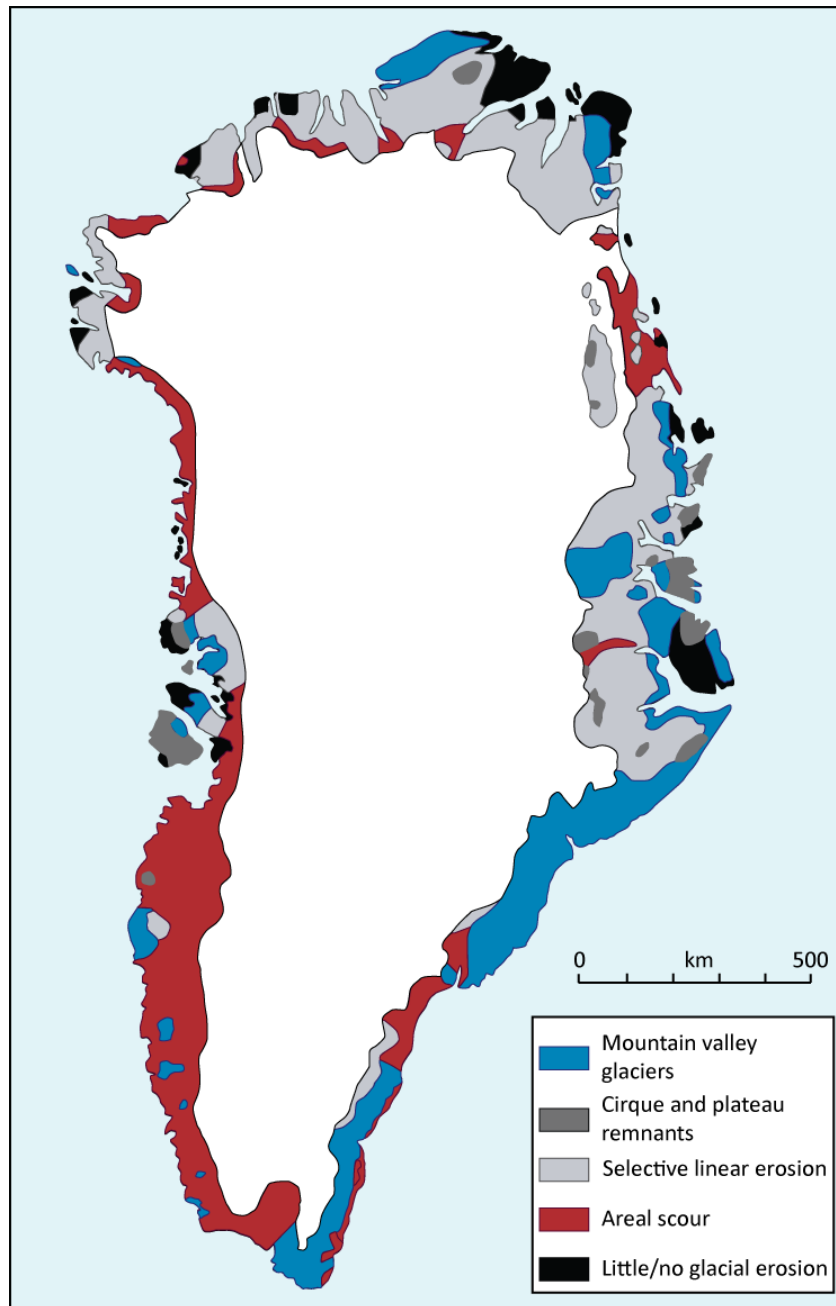 0 km 500
Mountain valley
glaciers
Cirque and plateau
remnants
Selective linear erosion
Areal scour
Little/no glacial erosion